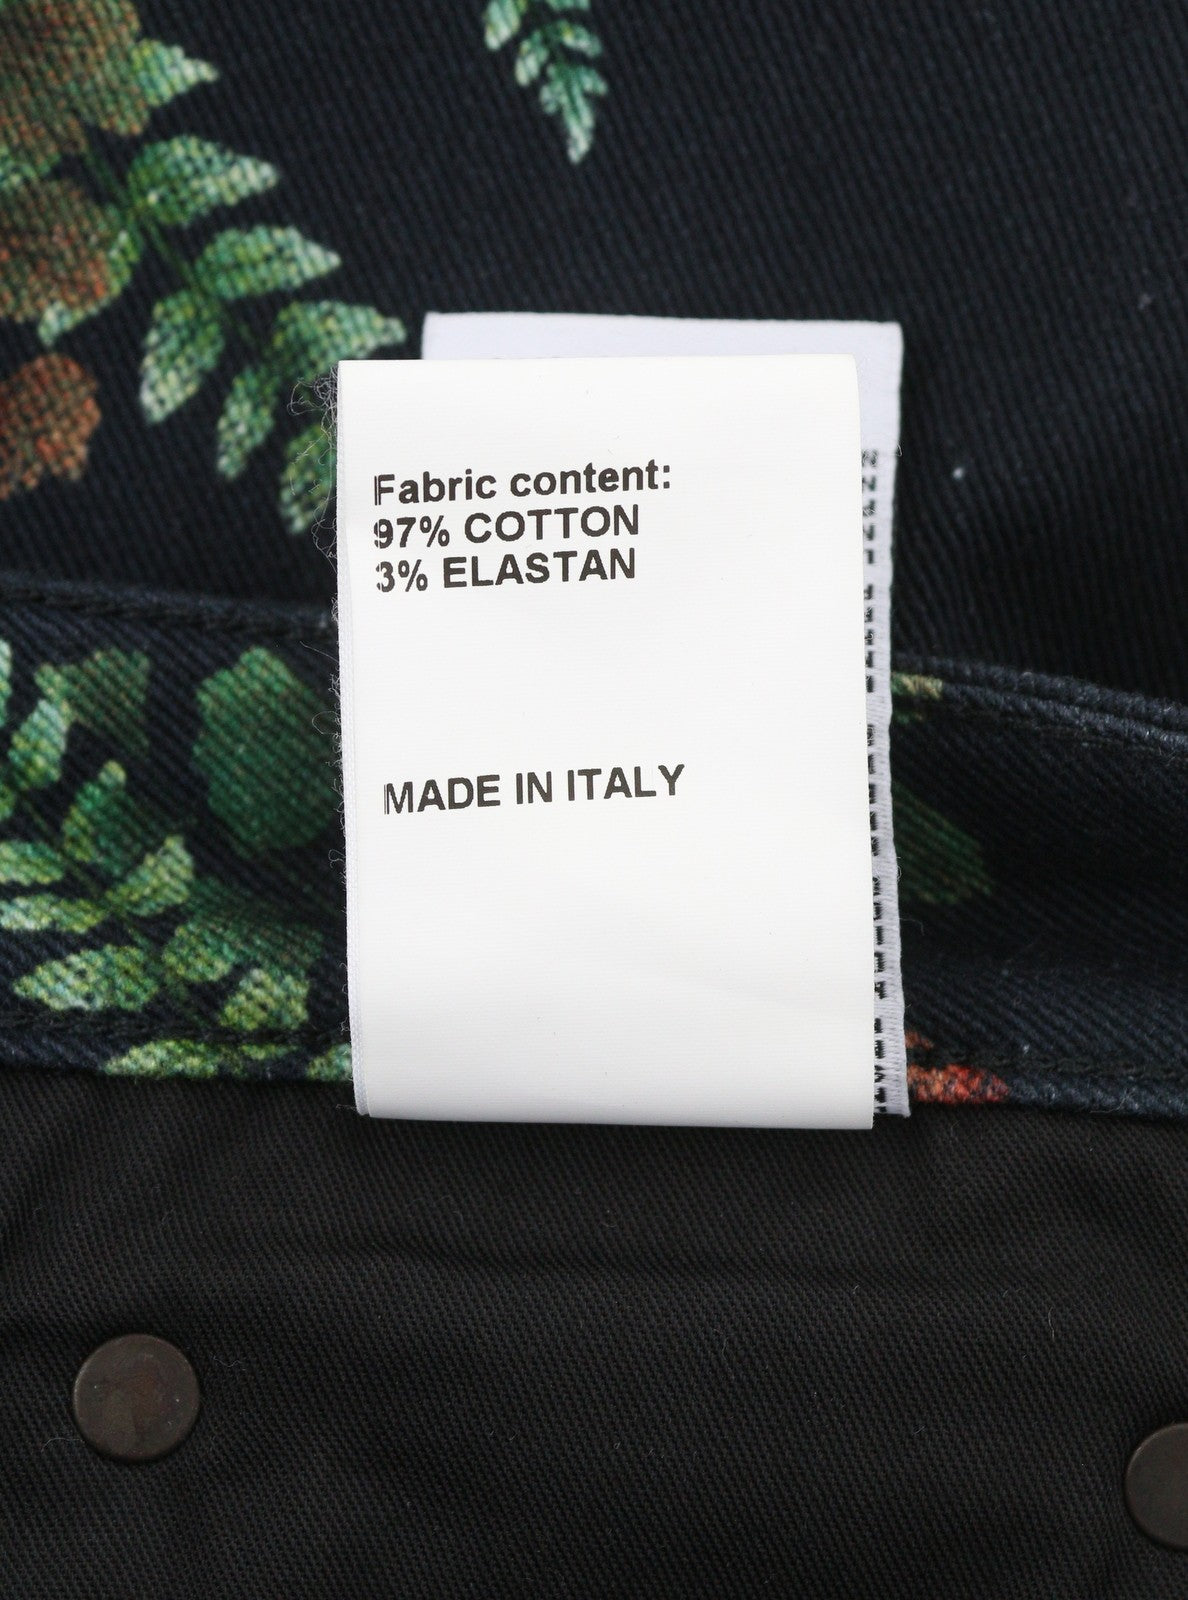 Fabric content:
97% COTTON
3% ELASTAN
MADE IN ITALY